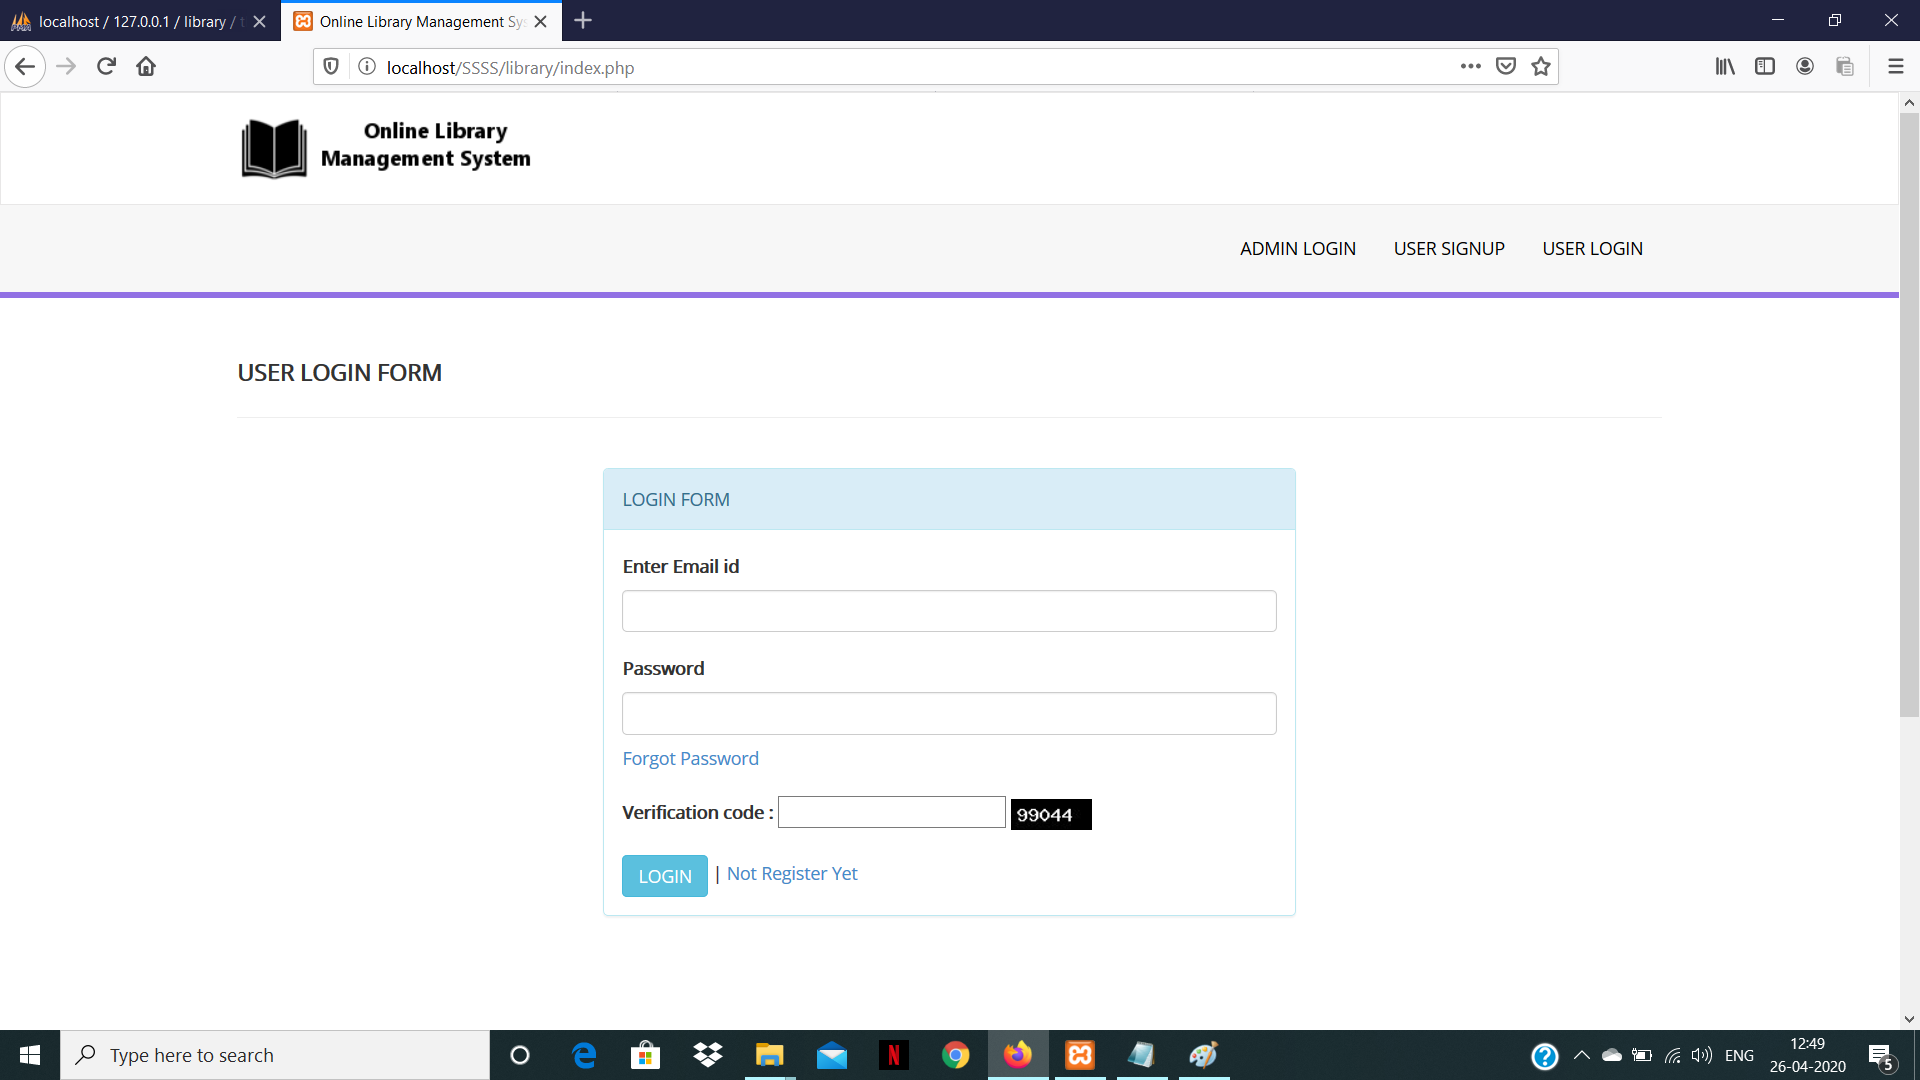 localhost / 127.0.0.1 / library /
Online Library Management Sys
localhost/SSSS/library/index.php
Online Library
Management System
ADMIN LOGIN USER SIGNUP USER LOGIN
USER LOGIN FORM
LOGIN FORM
Enter Email id
Password
Forgot Password
Verification code :
99044
LOGIN | Not Register Yet
Type here to search
ENG
12:49
26-04-2020
5